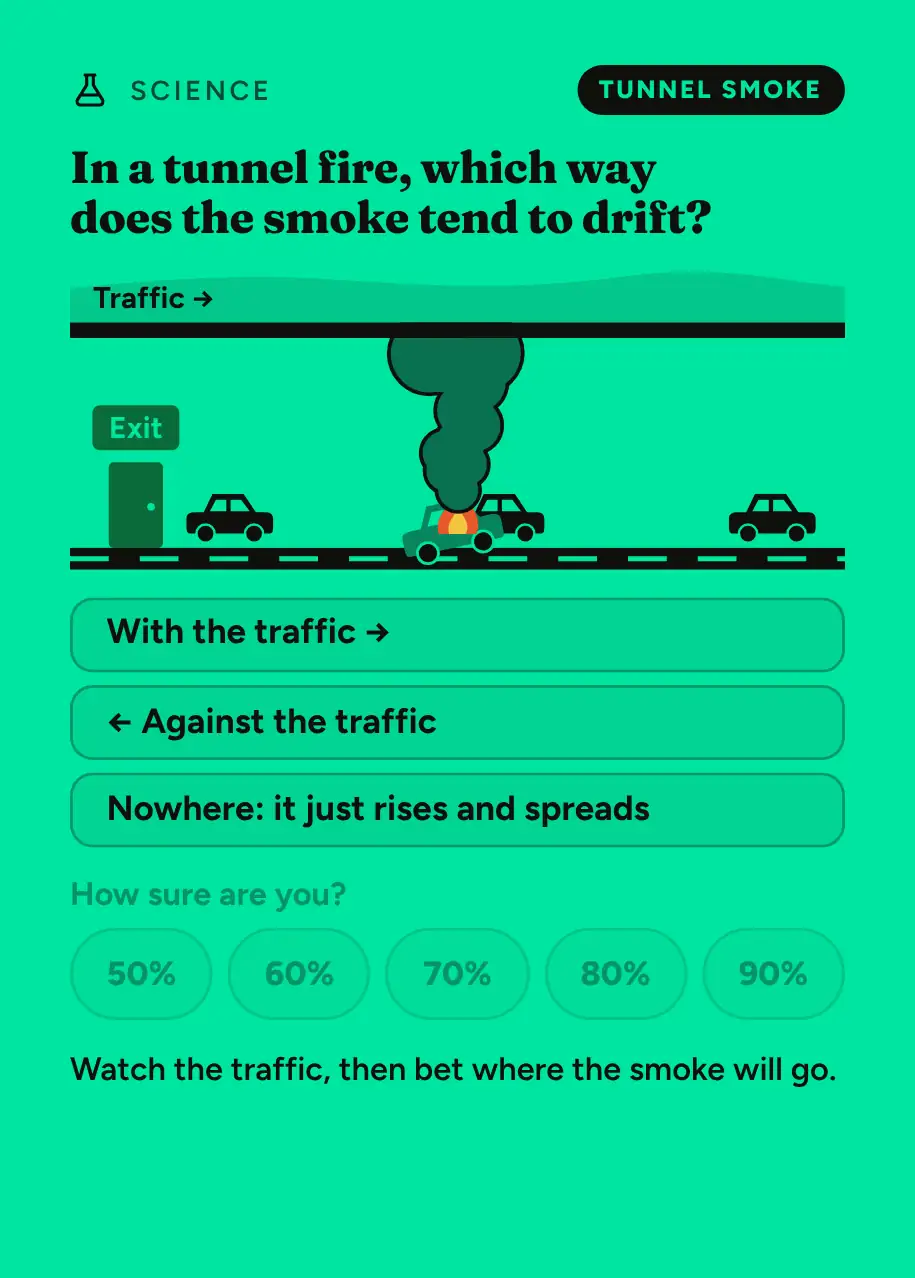 SCIENCE
TUNNEL SMOKE
In a tunnel fire, which way
does the smoke tend to drift?
Traffic →
Exit
With the traffic →
← Against the traffic
Nowhere: it just rises and spreads
How sure are you?
50% 60% 70% 80% 90%
Watch the traffic, then bet where the smoke will go.